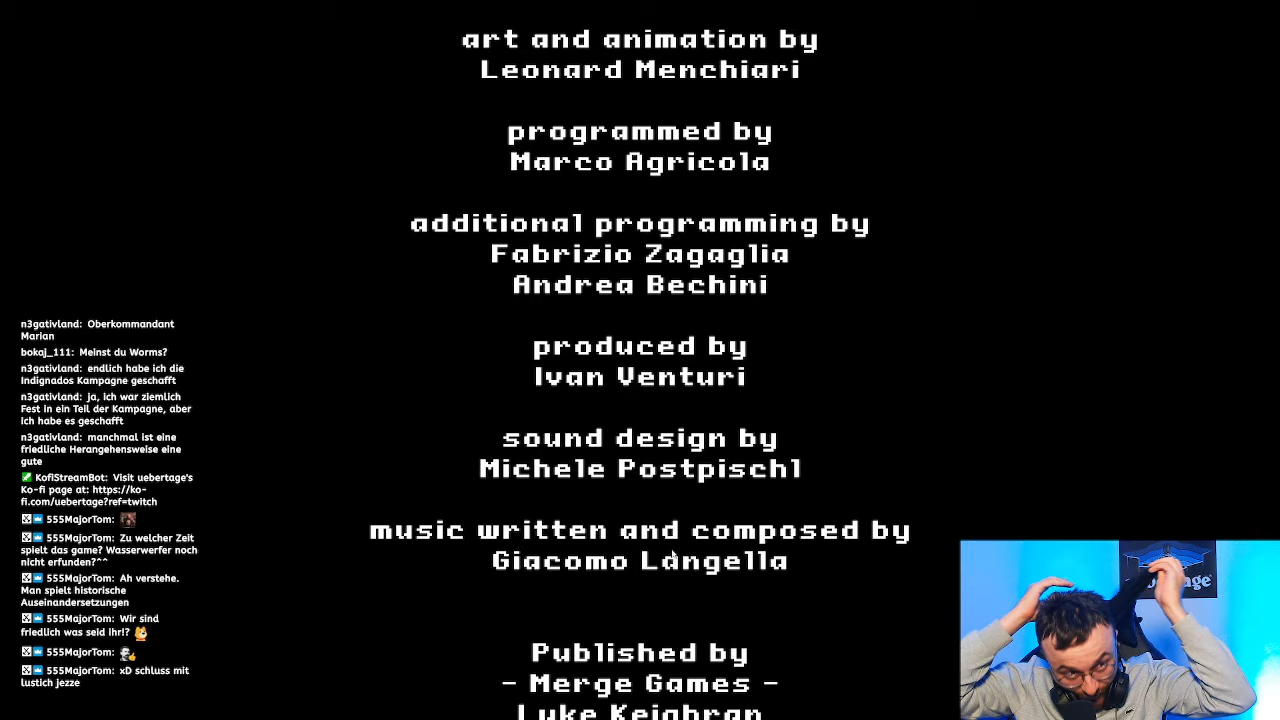 art and animation by
Leonard Menchiari
programmed by
Marco Agricola
additional programming by
Fabrizio Zagaglia
Andrea Bechini
produced by
Ivan Venturi
sound design by
Michele Postpischl
music written and composed by
Giacomo Langella
Published by
- Merge Games -
Luke Keighran
n3gativland: Oberkommandant
Marian
bokaj_111: Meinst du Worms?
n3gativland: endlich habe ich die
Indignados Kampagne geschafft
n3gativland: ja, ich war ziemlich
Fest in ein Teil der Kampagne, aber
ich habe es geschafft
n3gativland: manchmal ist eine
friedliche Herangehensweise eine
gute
KofiStreamBot: Visit uebertage's
Ko-fi page at: https://ko-
fi.com/uebertage?ref=twitch
555MajorTom:
555MajorTom: Zu welcher Zeit
spielt das game? Wasserwerfer noch
nicht erfunden?^^
555MajorTom: Ah verstehe.
Man spielt historische
Auseinandersetzungen
555MajorTom: Wir sind
friedlich was seid ihr!?
555MajorTom:
555MajorTom: xD schluss mit
lustich jezze